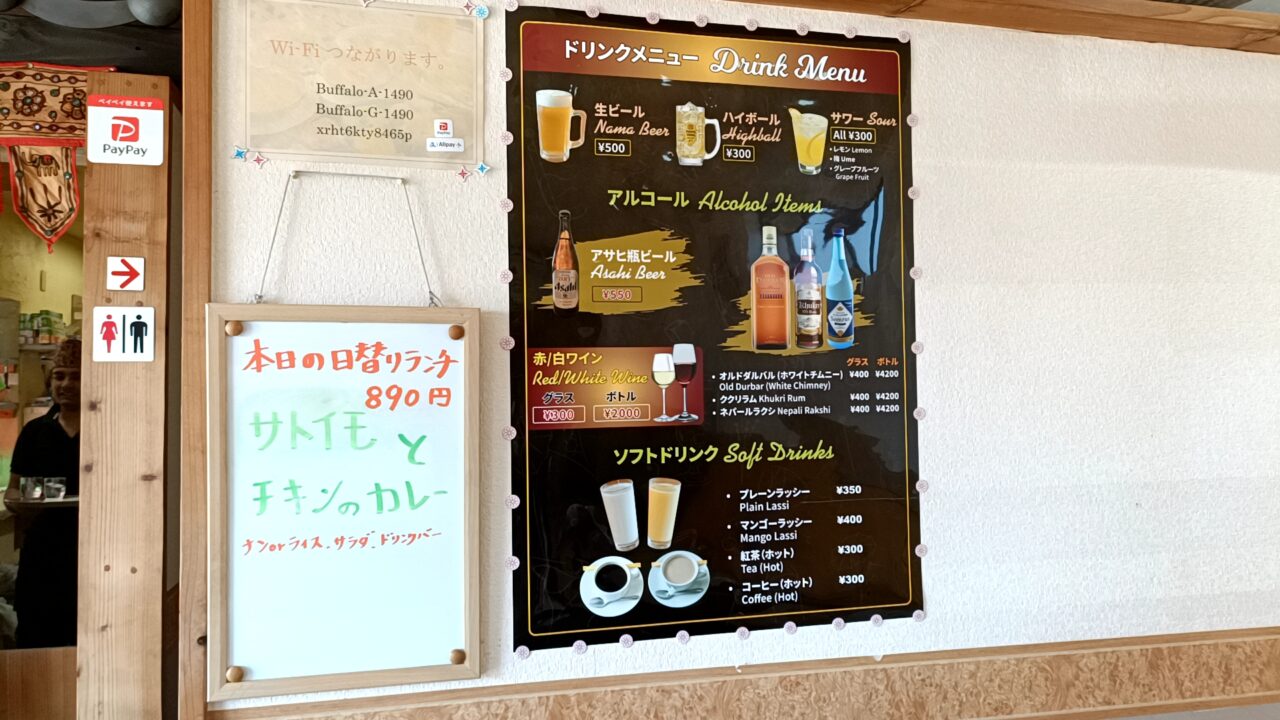 ペイペイ使えます
PayPay
Wi-Fi つながります。
Buffalo-A-1490
Buffalo-G-1490
xrht6kty8465p
PayPay
Alipay+
本日の日替りランチ
890円
サトイモと
チキンのカレー
ナンorライス、サラダ、ドリンクバー
ドリンクメニュー Drink Menu
生ビール
Nama Beer
¥500
ハイボール
Highball
¥300
サワー Sour
All ¥300
• レモン Lemon
• 梅 Ume
• グレープフルーツ
Grape Fruit
アルコール Alcohol Items
アサヒ瓶ビール
Asahi Beer
¥550
Asahi
Khukri
赤/白ワイン
Red/White Wine
グラス ボトル
¥300 ¥2000
グラス ボトル
• オルドダルバル (ホワイトチムニー) ¥400 ¥4200
Old Durbar (White Chimney)
• ククリラム Khukri Rum ¥400 ¥4200
• ネパールラクシ Nepali Rakshi ¥400 ¥4200
ソフトドリンク Soft Drinks
• プレーンラッシー ¥350
Plain Lassi
• マンゴーラッシー ¥400
Mango Lassi
• 紅茶(ホット) ¥300
Tea (Hot)
• コーヒー(ホット) ¥300
Coffee (Hot)